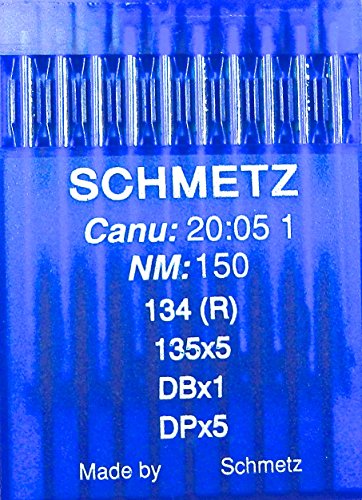 SCHMETZ
Canu: 20:05 1
NM: 150
134 (R)
135x5
DBx1
DPx5
Made by Schmetz